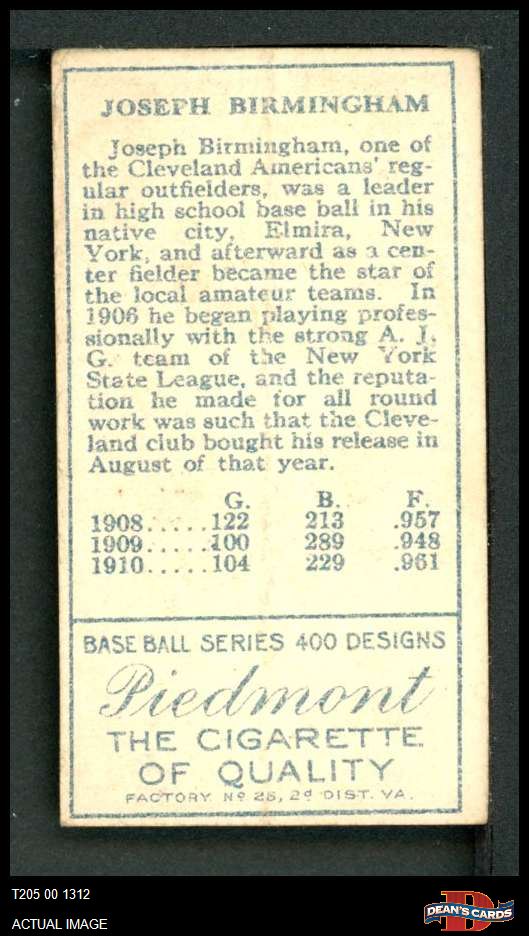 JOSEPH BIRMINGHAM
Joseph Birmingham, one of
the Cleveland Americans' reg-
ular outfielders, was a leader
in high school base ball in his
native city, Elmira, New
York, and afterward as a cen-
ter fielder became the star of
the local amateur teams. In
1906 he began playing profes-
sionally with the strong A. J.
G. team of the New York
State League, and the reputa-
tion he made for all round
work was such that the Cleve-
land club bought his release in
August of that year.
G. B. F.
1908.....122 213 .957
1909.....100 289 .948
1910.....104 229 .961
BASE BALL SERIES 400 DESIGNS
Piedmont
THE CIGARETTE
OF QUALITY
FACTORY No 25, 2d DIST. VA.
T205 00 1312
ACTUAL IMAGE
D
DEAN'S CARDS